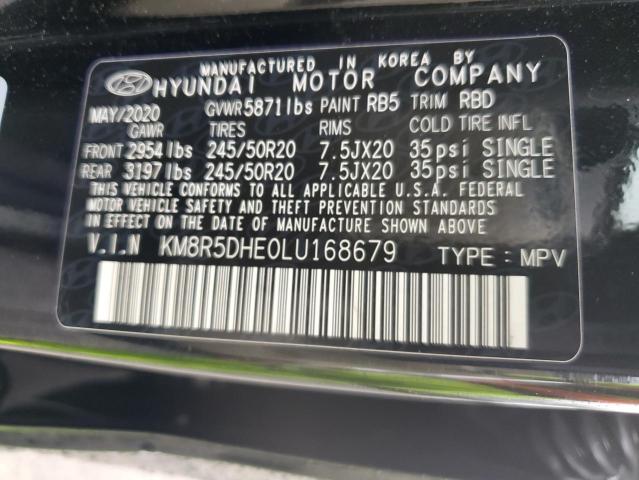 MANUFACTURED IN KOREA BY
HYUNDAI MOTOR COMPANY
MAY/2020 GVWR 5871lbs PAINT RB5 TRIM RBD
GAWR TIRES RIMS COLD TIRE INFL
FRONT 2954lbs 245/50R20 7.5JX20 35psi SINGLE
REAR 3197lbs 245/50R20 7.5JX20 35psi SINGLE
THIS VEHICLE CONFORMS TO ALL APPLICABLE U.S.A. FEDERAL
MOTOR VEHICLE SAFETY AND THEFT PREVENTION STANDARDS
IN EFFECT ON THE DATE OF MANUFACTURE SHOWN ABOVE.
V.I.N KM8R5DHE0LU168679 TYPE : MPV